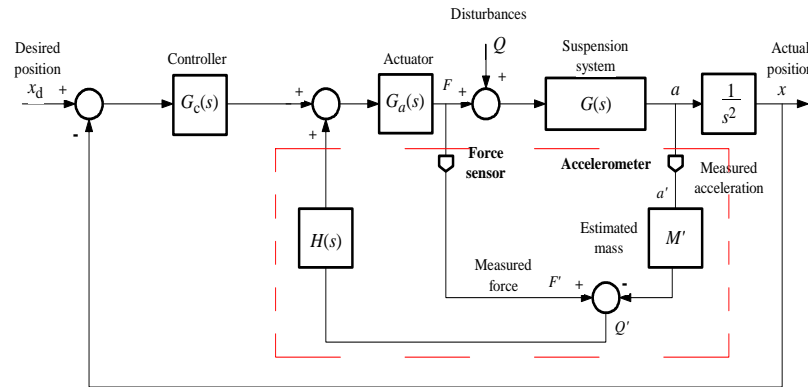 Disturbances
Desired
position
x_d
Controller
Actuator
Q
Suspension
system
Actual
position
x
+
-
G_c(s)
+
+
G_a(s)
F
+
+
G(s)
a
1
s²
Force
sensor
Accelerometer
Measured
acceleration
a'
H(s)
Estimated
mass
M'
Measured
force
F'
+
-
Q'